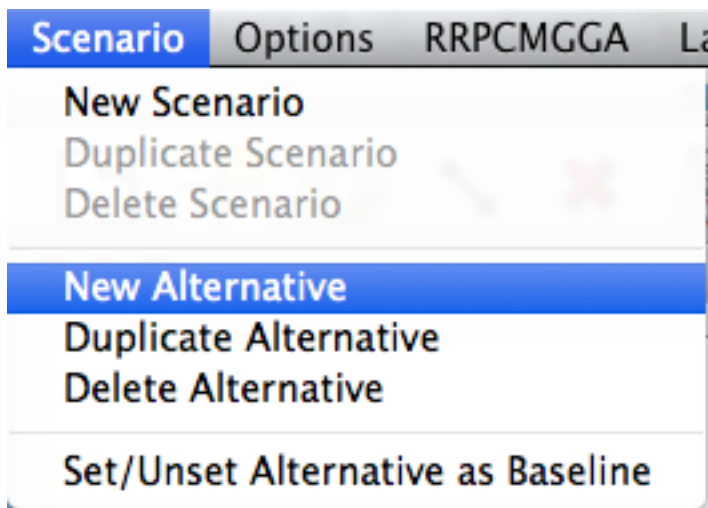 Scenario Options RRPCMGGA
New Scenario
Duplicate Scenario
Delete Scenario
New Alternative
Duplicate Alternative
Delete Alternative
Set/Unset Alternative as Baseline